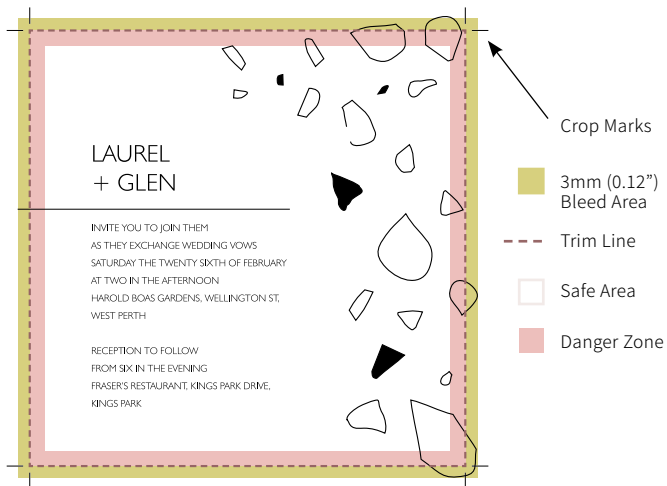 LAUREL
+ GLEN
INVITE YOU TO JOIN THEM
AS THEY EXCHANGE WEDDING VOWS
SATURDAY THE TWENTY SIXTH OF FEBRUARY
AT TWO IN THE AFTERNOON
HAROLD BOAS GARDENS, WELLINGTON ST,
WEST PERTH
RECEPTION TO FOLLOW
FROM SIX IN THE EVENING
FRASER'S RESTAURANT, KINGS PARK DRIVE,
KINGS PARK
Crop Marks
3mm (0.12”)
Bleed Area
Trim Line
Safe Area
Danger Zone